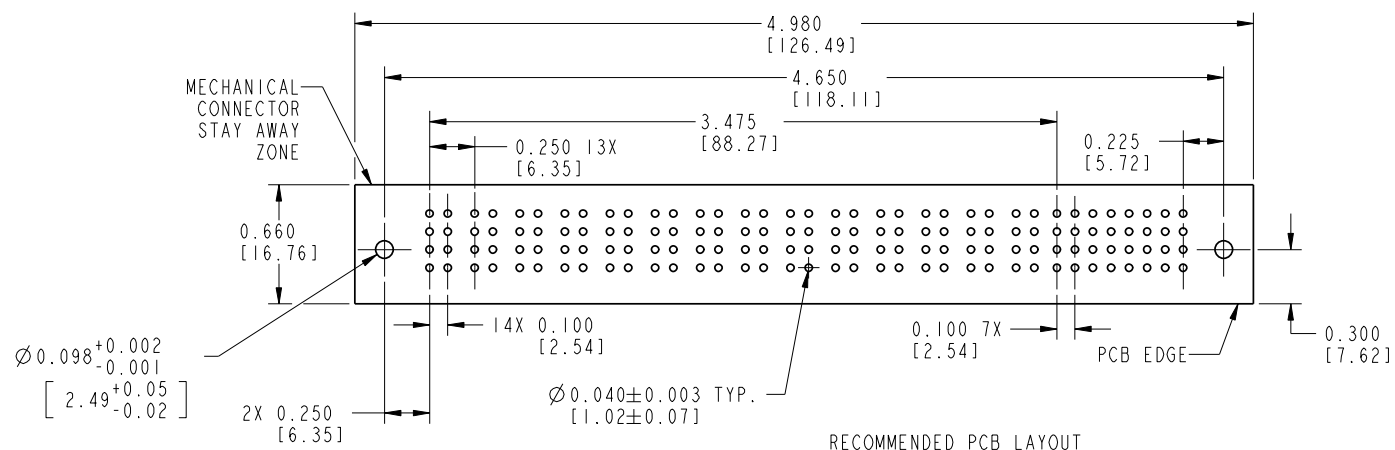 4.980
[126.49]
4.650
[118.11]
MECHANICAL
CONNECTOR
STAY AWAY
ZONE
3.475
[88.27]
0.250 13X
[6.35]
0.225
[5.72]
0.660
[16.76]
14X 0.100
[2.54]
0.100 7X
[2.54]
PCB EDGE
0.300
[7.62]
Ø0.098 +0.002
-0.001
[2.49 +0.05
-0.02]
2X 0.250
[6.35]
Ø0.040±0.003 TYP.
[1.02±0.07]
RECOMMENDED PCB LAYOUT